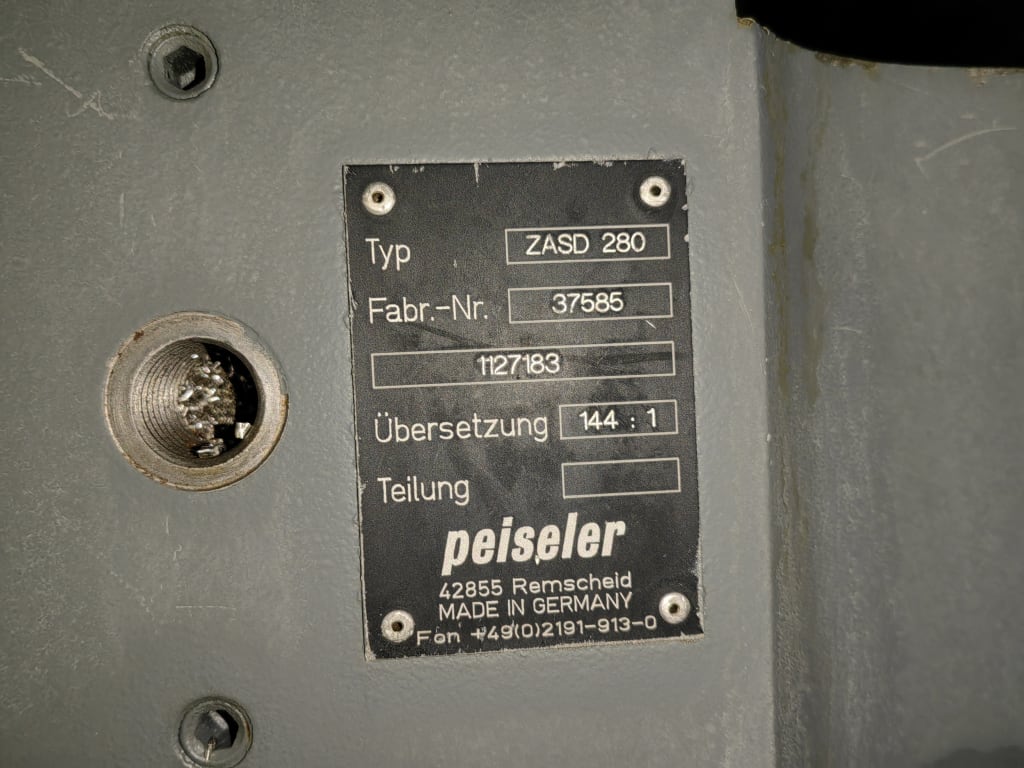 Typ ZASD 280
Fabr.-Nr. 37585
1127183
Übersetzung 144 : 1
Teilung
peiseler
42855 Remscheid
MADE IN GERMANY
Fon +49(0)2191-913-0